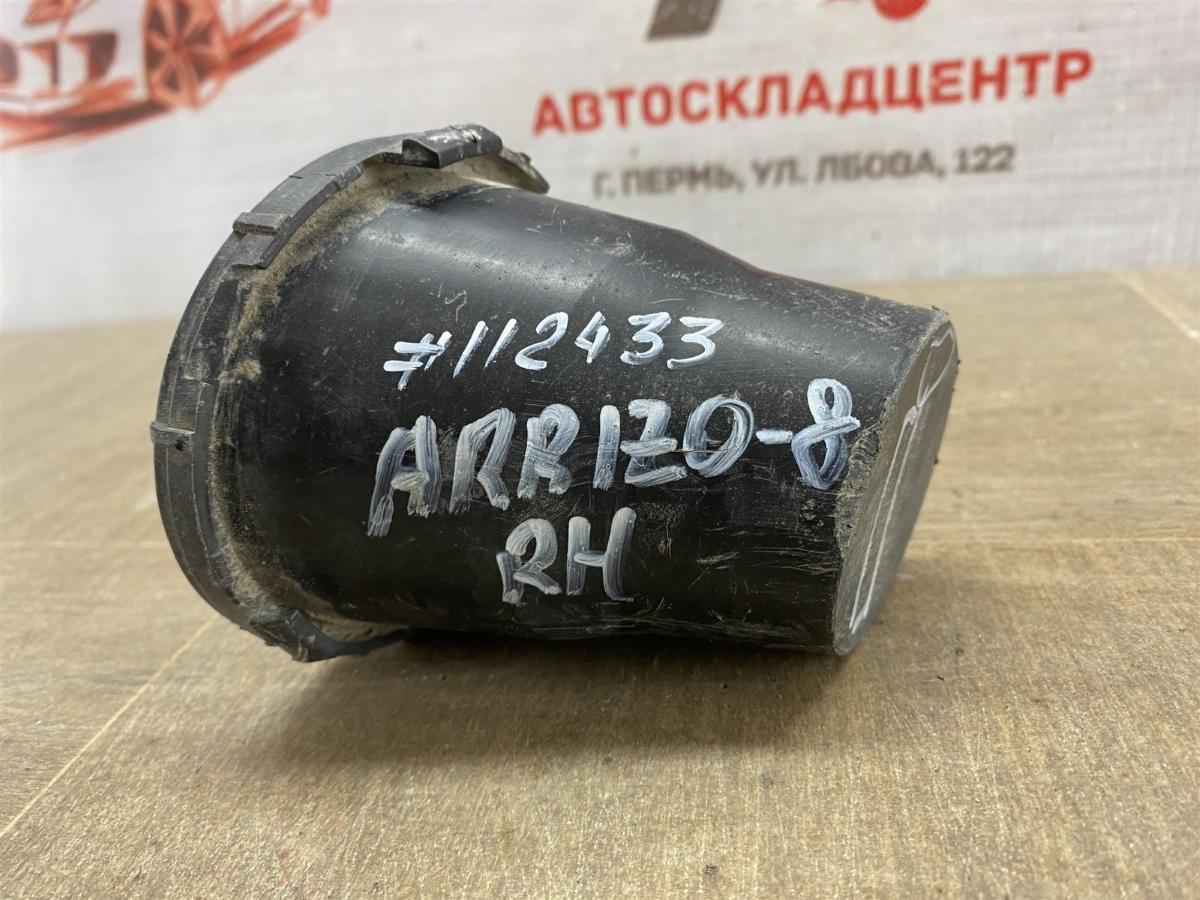 АВТОСКЛАДЦЕНТР
Г. ПЕРМЬ, УЛ. ЛБОВА, 122
#112433
ARRIZO-8
RH